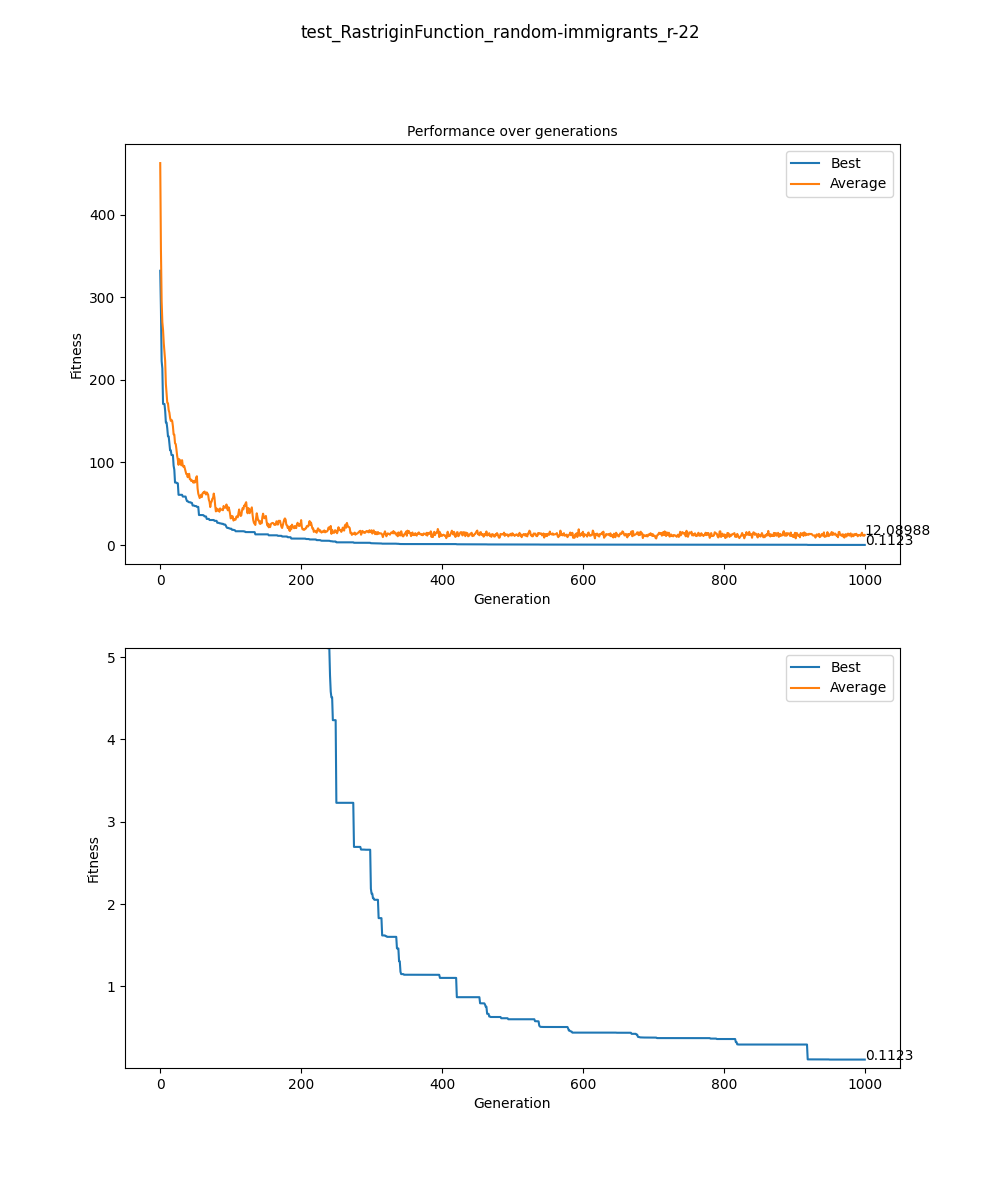 test_RastriginFunction_random-immigrants_r-22
Performance over generations
Best
Average
400
300
200
100
0
Fitness
12.08988
0.1123
0 200 400 600 800 1000
Generation
Best
Average
5
4
3
2
1
Fitness
0.1123
0 200 400 600 800 1000
Generation